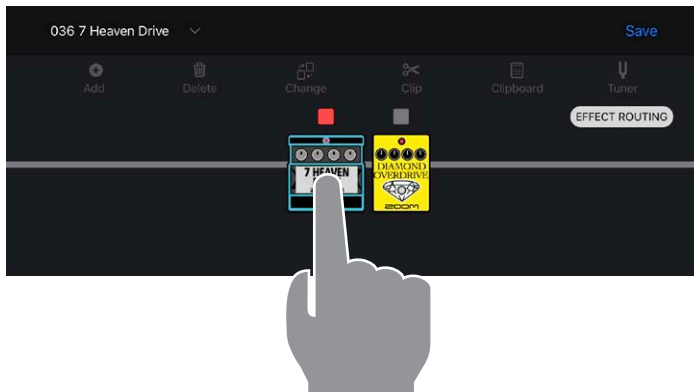 036 7 Heaven Drive
Save
Add
Delete
Change
Clip
Clipboard
Tuner
EFFECT ROUTING
7 HEAVEN
DIAMOND
OVERDRIVE
ZOOM